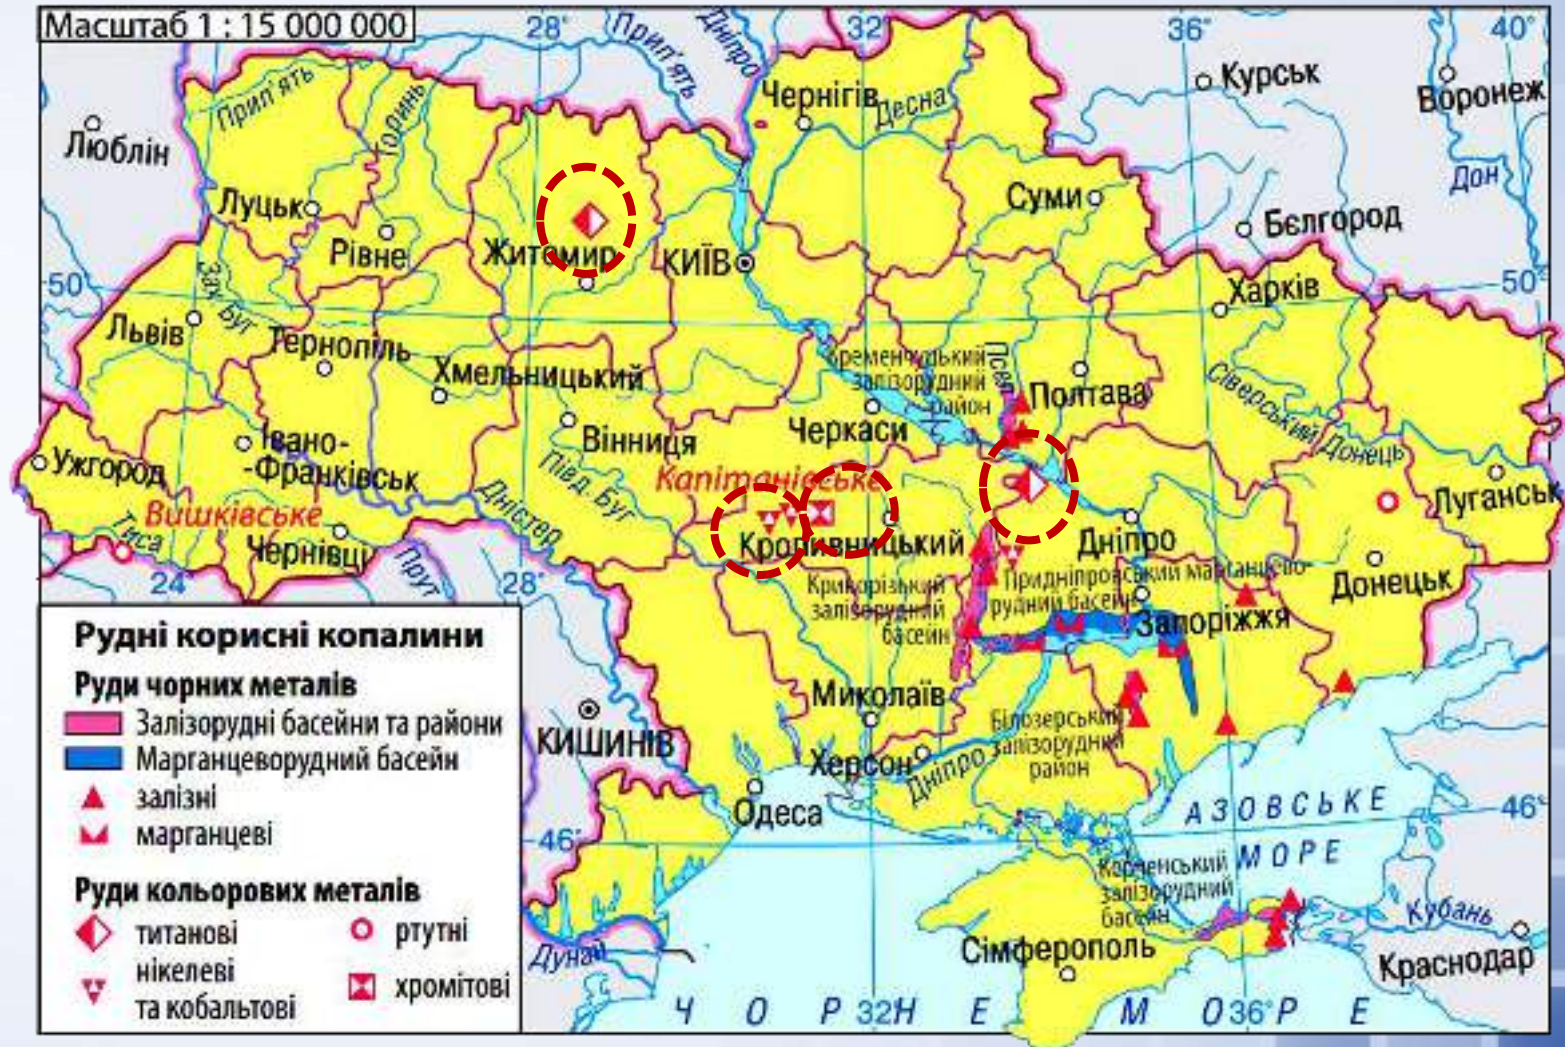 Масштаб 1 : 15 000 000
28°
32°
36°
40°
Прип'ять
Дніпро
Курськ
Воронеж
Чернігів
Десна
Прип'ять
Горинь
Люблін
Дон
Луцьк
Суми
Бєлгород
Рівне
Житомир
КИЇВ
50°
50°
Зах. Буг
Харків
Львів
Тернопіль
Хмельницький
Кременчуцький
залізорудний
район
Псел
Полтава
Сіверський Донець
Черкаси
Вінниця
Івано-
-Франківськ
Ужгород
Півд. Буг
Капітанівське
Луганськ
Дністер
Вишківське
Тиса
Чернівці
Кропивницький
Дніпро
Донецьк
24°
Прут
28°
Криворізький
залізорудний
басейн
Придніпровський марганцево-
рудний басейн
Запоріжжя
Миколаїв
КИШИНІВ
Білозерський
залізорудний
район
Херсон
Дніпро
Одеса
АЗОВСЬКЕ
МОРЕ
46°
46°
Керченський
залізорудний
басейн
Кубань
Сімферополь
Краснодар
Дунай
ЧОРНЕ МОРЕ
32°
36°
Рудні корисні копалини
Руди чорних металів
Залізорудні басейни та райони
Марганцеворудний басейн
залізні
марганцеві
Руди кольорових металів
титанові
ртутні
нікелеві
та кобальтові
хромітові